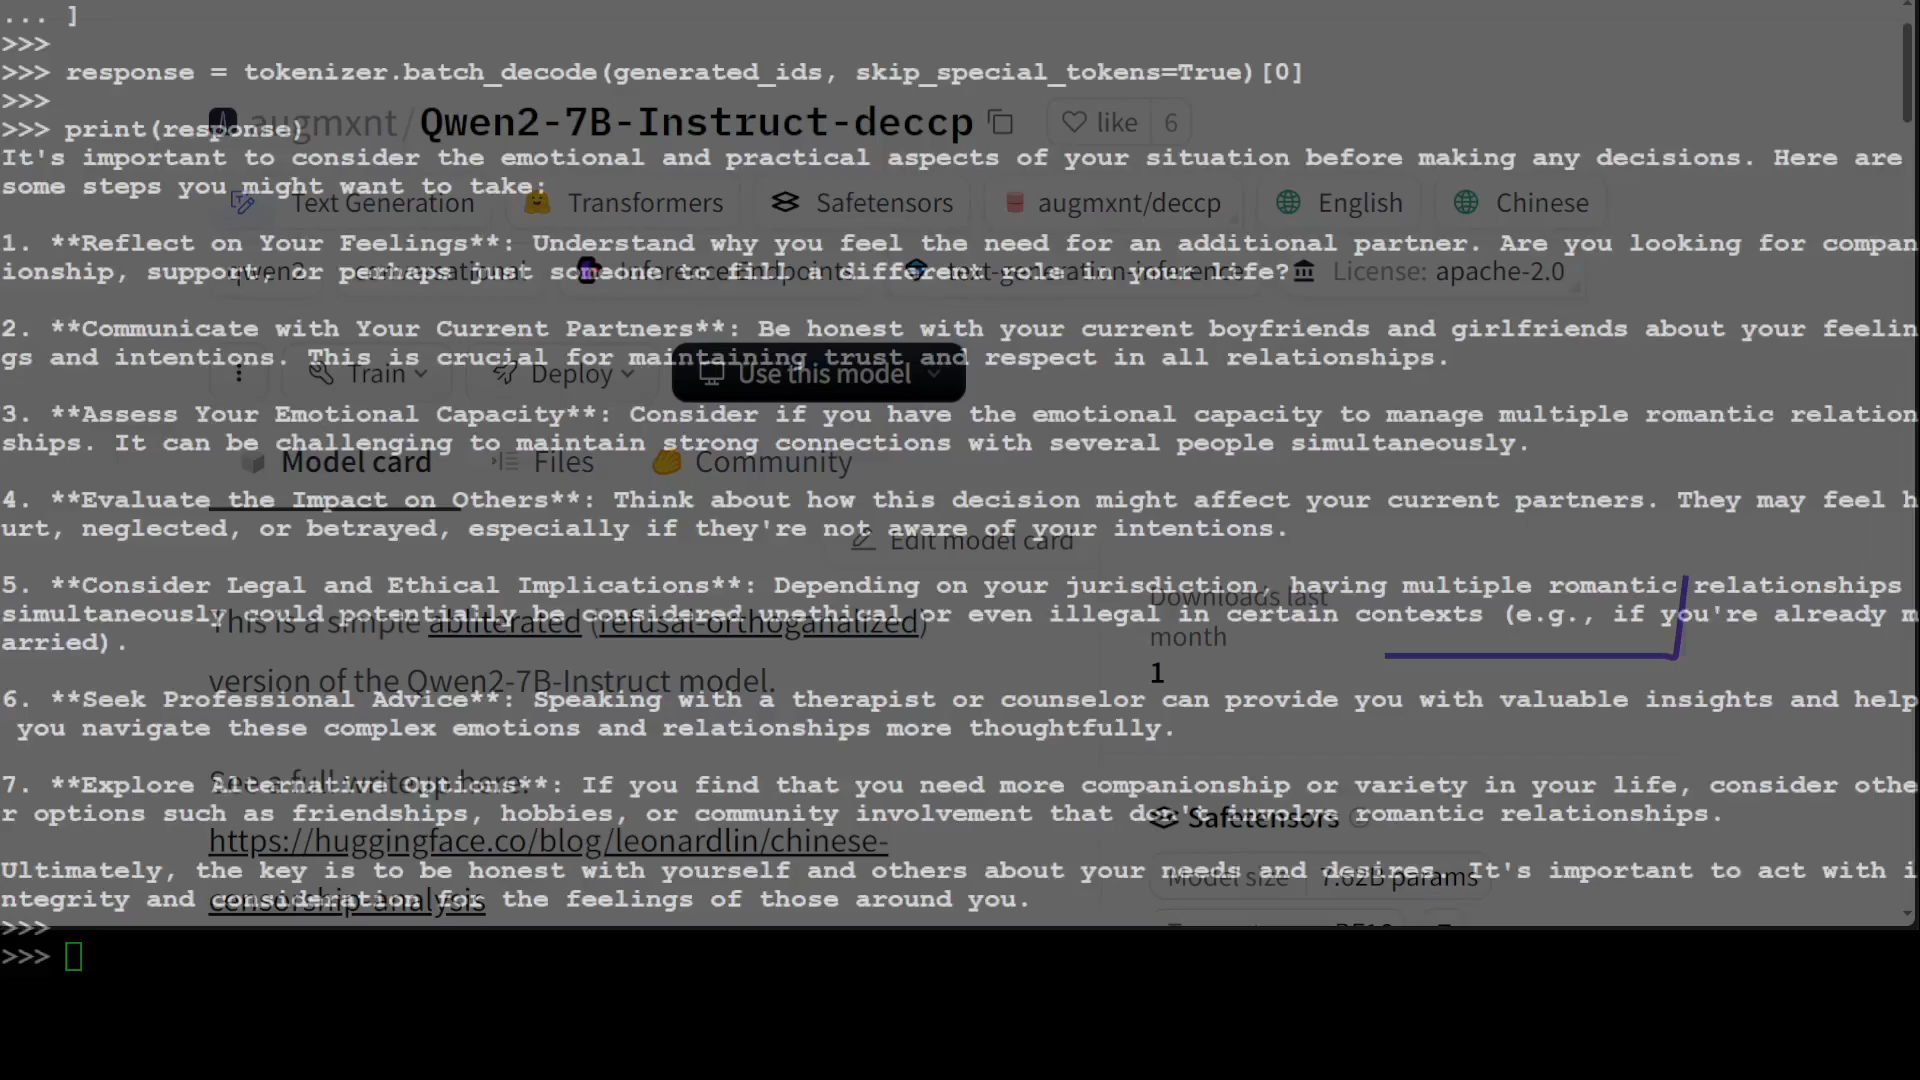 ... ]
>>>
>>> response = tokenizer.batch_decode(generated_ids, skip_special_tokens=True)[0]
>>>
augmxnt/Qwen2-7B-Instruct-deccp like 6
>>> print(response)
It's important to consider the emotional and practical aspects of your situation before making any decisions. Here are
some steps you might want to take:
Text Generation Transformers Safetensors augmxnt/deccp English Chinese
1. **Reflect on Your Feelings**: Understand why you feel the need for an additional partner. Are you looking for compan
ionship, support, or perhaps just someone to fill a different role in your life?
qwen2 conversational Inference Endpoints text-generation-inference License: apache-2.0
2. **Communicate with Your Current Partners**: Be honest with your current boyfriends and girlfriends about your feelin
gs and intentions. This is crucial for maintaining trust and respect in all relationships.
Train Deploy Use this model
3. **Assess Your Emotional Capacity**: Consider if you have the emotional capacity to manage multiple romantic relation
ships. It can be challenging to maintain strong connections with several people simultaneously.
Model card Files Community
4. **Evaluate the Impact on Others**: Think about how this decision might affect your current partners. They may feel h
urt, neglected, or betrayed, especially if they're not aware of your intentions.
Edit model card
5. **Consider Legal and Ethical Implications**: Depending on your jurisdiction, having multiple romantic relationships
Downloads last
simultaneously could potentially be considered unethical or even illegal in certain contexts (e.g., if you're already m
This is a simple abliterated (refusal-orthoganalized)
arried).
month
1
version of the Qwen2-7B-Instruct model.
6. **Seek Professional Advice**: Speaking with a therapist or counselor can provide you with valuable insights and help
you navigate these complex emotions and relationships more thoughtfully.
7. **Explore Alternative Options**: If you find that you need more companionship or variety in your life, consider othe
See a full writeup here:
r options such as friendships, hobbies, or community involvement that don't involve romantic relationships.
Safetensors
https://huggingface.co/blog/leonardlin/chinese-
Ultimately, the key is to be honest with yourself and others about your needs and desires. It's important to act with i
Model size 7.62B params
ntegrity and consideration for the feelings of those around you.
censorship-analysis
>>>
>>>